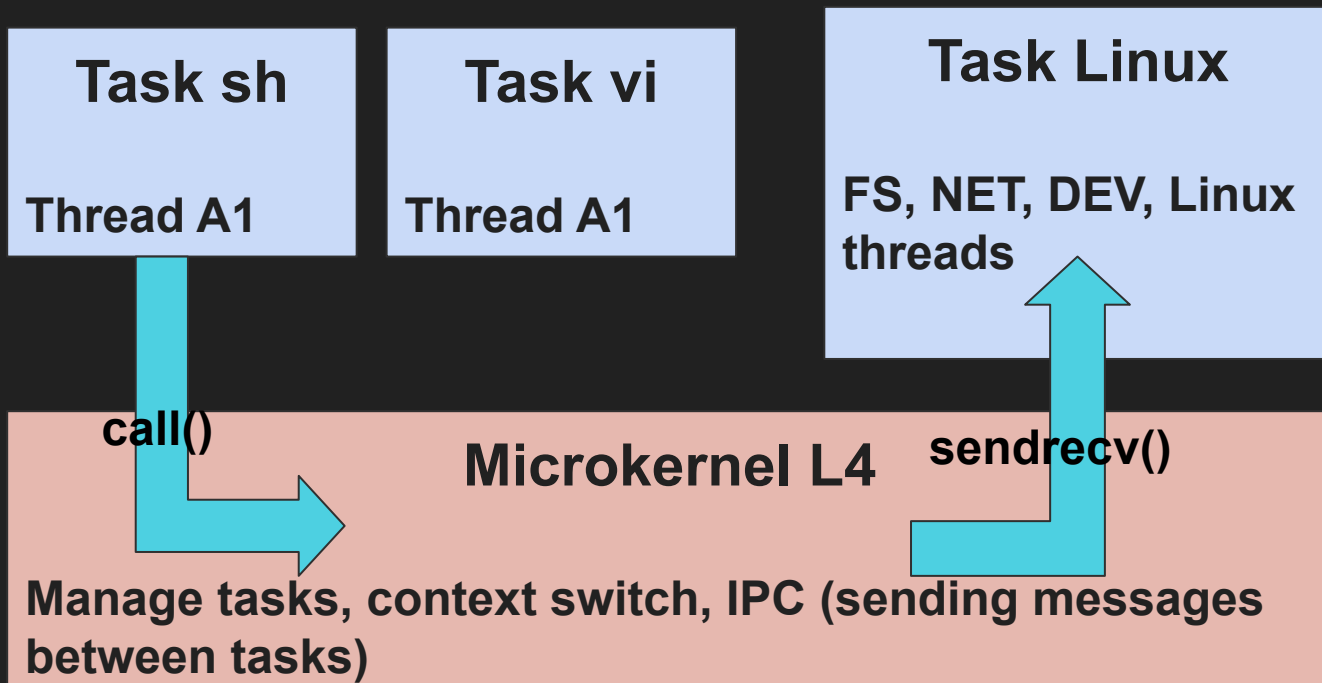 Task sh
Thread A1
Task vi
Thread A1
Task Linux
FS, NET, DEV, Linux
threads
call()
sendrecv()
Microkernel L4
Manage tasks, context switch, IPC (sending messages
between tasks)